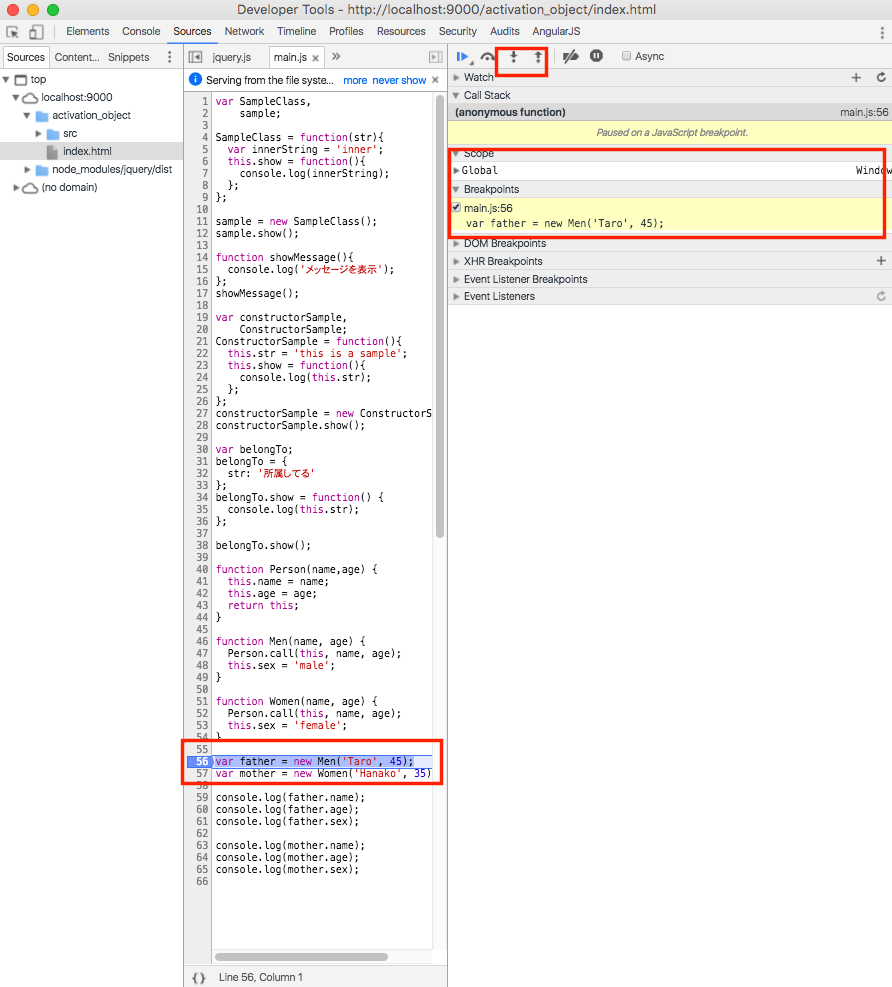 Developer Tools - http://localhost:9000/activation_object/index.html
Elements Console Sources Network Timeline Profiles Resources Security Audits AngularJS
Sources Content... Snippets
top
localhost:9000
activation_object
src
index.html
node_modules/jquery/dist
(no domain)
jquery.js main.js × »
Serving from the file syste... more never show ×
1 var SampleClass,
2     sample;
3
4 SampleClass = function(str){
5   var innerString = 'inner';
6   this.show = function(){
7     console.log(innerString);
8   };
9 };
10
11 sample = new SampleClass();
12 sample.show();
13
14 function showMessage(){
15   console.log('メッセージを表示');
16 };
17 showMessage();
18
19 var constructorSample,
20     ConstructorSample;
21 ConstructorSample = function(){
22   this.str = 'this is a sample';
23   this.show = function(){
24     console.log(this.str);
25   };
26 };
27 constructorSample = new ConstructorS
28 constructorSample.show();
29
30 var belongTo;
31 belongTo = {
32   str: '所属してる'
33 };
34 belongTo.show = function() {
35   console.log(this.str);
36 };
37
38 belongTo.show();
39
40 function Person(name,age) {
41   this.name = name;
42   this.age = age;
43   return this;
44 }
45
46 function Men(name, age) {
47   Person.call(this, name, age);
48   this.sex = 'male';
49 }
50
51 function Women(name, age) {
52   Person.call(this, name, age);
53   this.sex = 'female';
54 }
55
56 var father = new Men('Taro', 45);
57 var mother = new Women('Hanako', 35)
58
59 console.log(father.name);
60 console.log(father.age);
61 console.log(father.sex);
62
63 console.log(mother.name);
64 console.log(mother.age);
65 console.log(mother.sex);
66
{ } Line 56, Column 1
Async
Watch
Call Stack
(anonymous function) main.js:56
Paused on a JavaScript breakpoint.
Scope
Global Window
Breakpoints
main.js:56
var father = new Men('Taro', 45);
DOM Breakpoints
XHR Breakpoints
Event Listener Breakpoints
Event Listeners